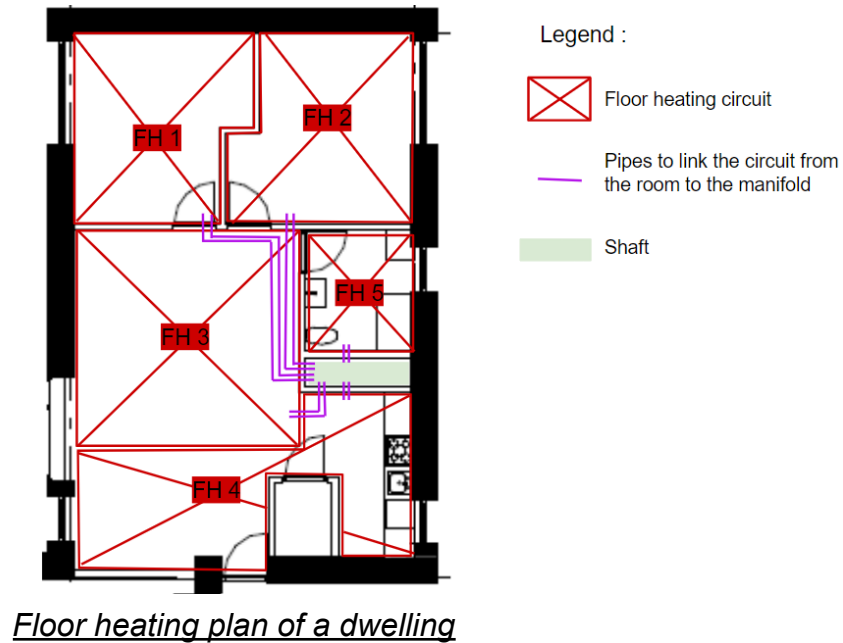 Legend :
FH 1
FH 2
Floor heating circuit
Pipes to link the circuit from
the room to the manifold
Shaft
FH 5
FH 3
FH 4
Floor heating plan of a dwelling